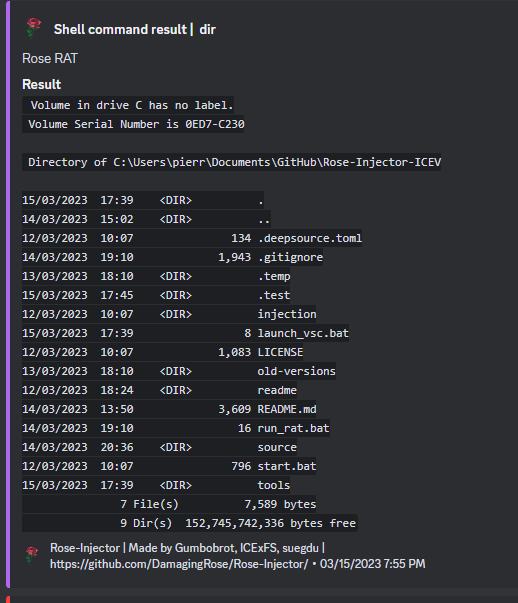 Shell command result | dir
Rose RAT
Result
Volume in drive C has no label.
Volume Serial Number is 0ED7-C230
Directory of C:\Users\pierr\Documents\GitHub\Rose-Injector-ICEV
15/03/2023  17:39    <DIR>          .
14/03/2023  15:02    <DIR>          ..
12/03/2023  10:07               134 .deepsource.toml
14/03/2023  19:10             1,943 .gitignore
13/03/2023  18:10    <DIR>          .temp
15/03/2023  17:45    <DIR>          .test
12/03/2023  10:07    <DIR>          injection
15/03/2023  17:39                 8 launch_vsc.bat
12/03/2023  10:07             1,083 LICENSE
13/03/2023  18:10    <DIR>          old-versions
12/03/2023  18:24    <DIR>          readme
14/03/2023  13:50             3,609 README.md
14/03/2023  19:10                16 run_rat.bat
14/03/2023  20:36    <DIR>          source
12/03/2023  10:07               796 start.bat
15/03/2023  17:39    <DIR>          tools
7 File(s)          7,589 bytes
9 Dir(s)  152,745,742,336 bytes free
Rose-Injector | Made by Gumbobrot, ICExFS, suegdu |
https://github.com/DamagingRose/Rose-Injector/ • 03/15/2023 7:55 PM